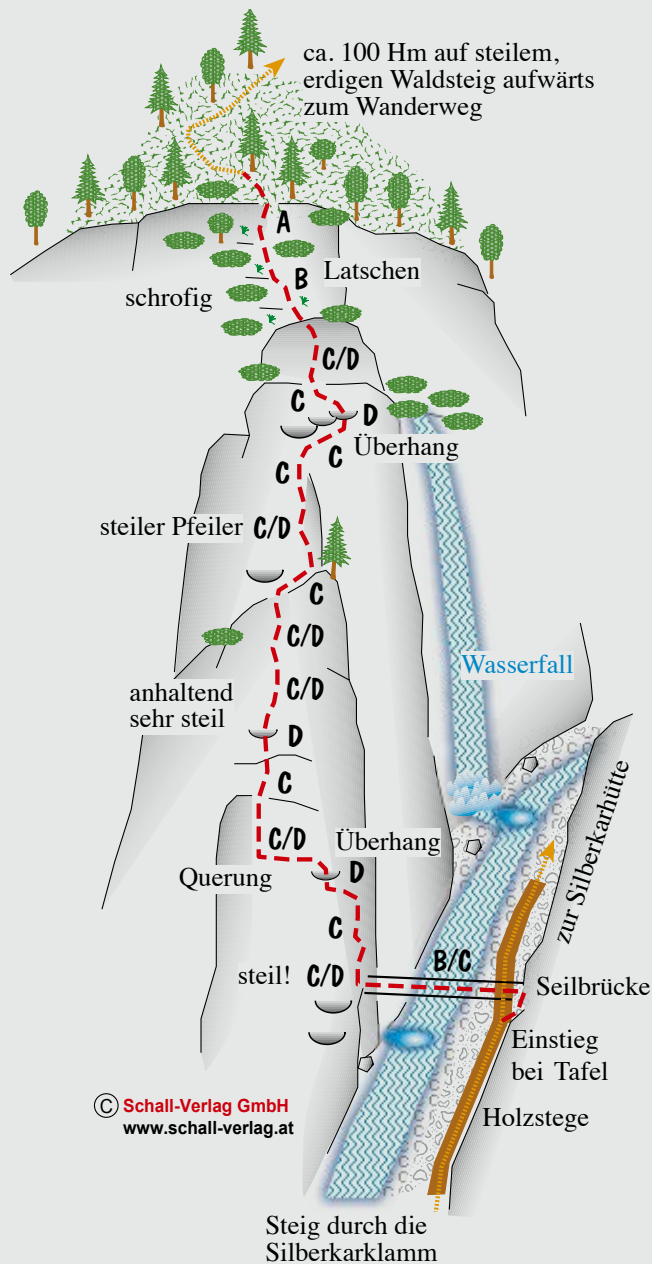 ca. 100 Hm auf steilem,
erdigen Waldsteig aufwärts
zum Wanderweg
A
B
Latschen
schrofig
C/D
C
D
Überhang
C
C
steiler Pfeiler
C/D
C
C/D
Wasserfall
anhaltend
sehr steil
C/D
D
C
C/D
Überhang
D
Querung
zur Silberkarhütte
C
B/C
steil!
C/D
Seilbrücke
Einstieg
bei Tafel
Holzstege
© Schall-Verlag GmbH
www.schall-verlag.at
Steig durch die
Silberkarklamm